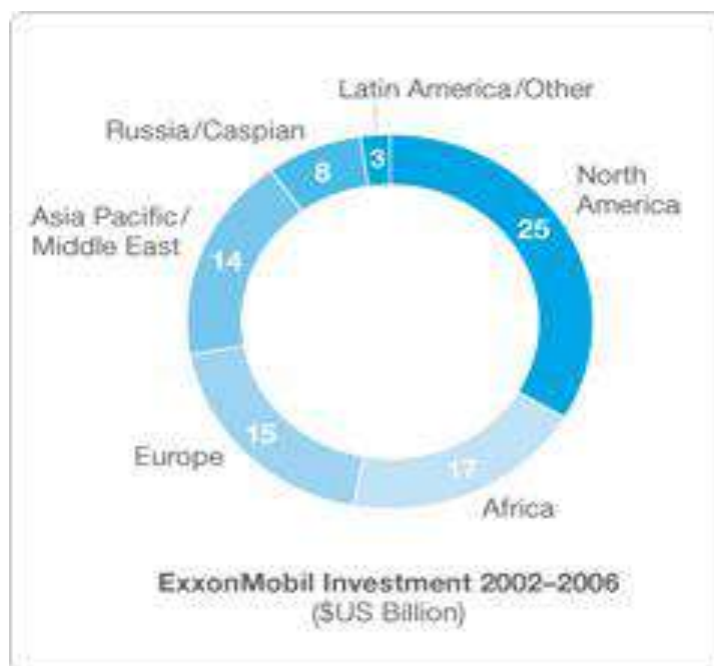 Latin America/Other
Russia/Caspian
3
8
North
America
Asia Pacific/
Middle East
25
14
15
Europe
17
Africa
ExxonMobil Investment 2002–2006
($US Billion)